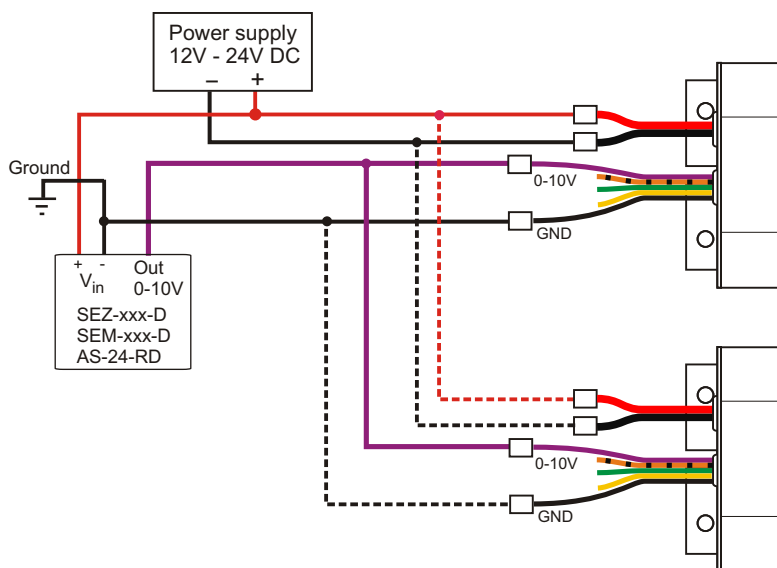 Power supply
12V - 24V DC
– +
Ground
0-10V
GND
+ -
Vin
Out
0-10V
SEZ-xxx-D
SEM-xxx-D
AS-24-RD
0-10V
GND